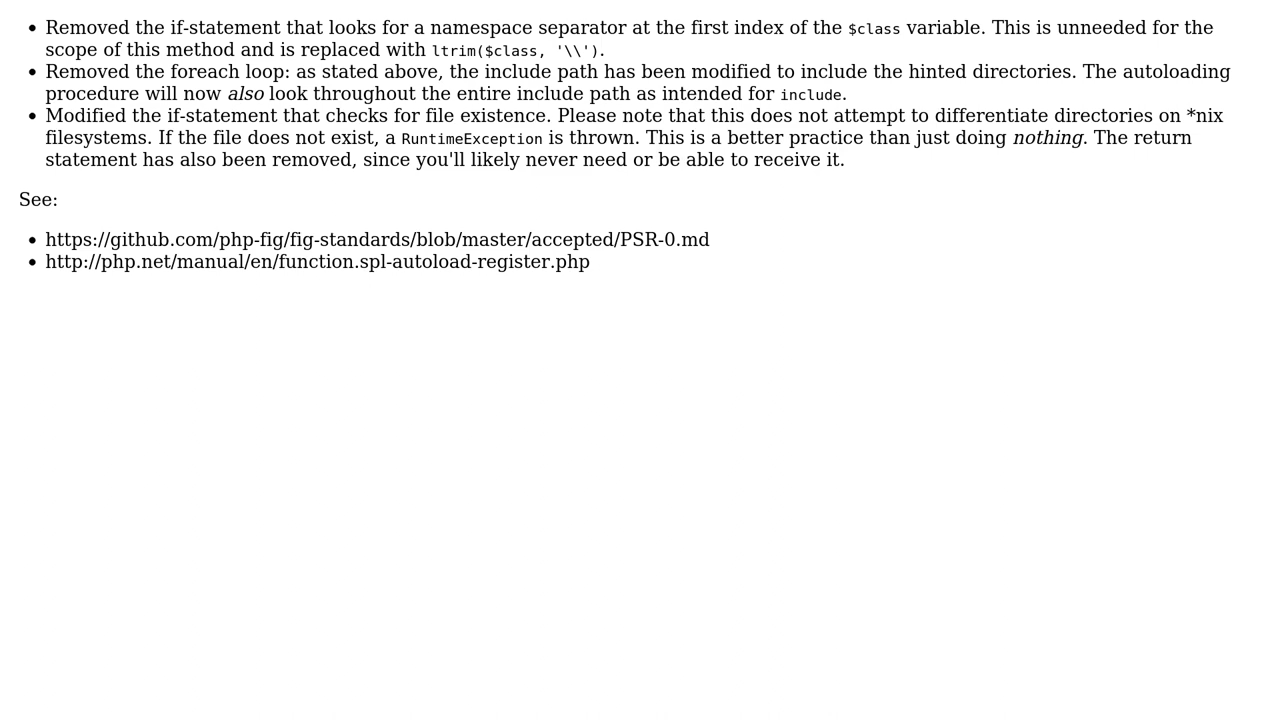 Removed the if-statement that looks for a namespace separator at the first index of the $class variable. This is unneeded for the
scope of this method and is replaced with ltrim($class, '\\').
Removed the foreach loop: as stated above, the include path has been modified to include the hinted directories. The autoloading
procedure will now also look throughout the entire include path as intended for include.
Modified the if-statement that checks for file existence. Please note that this does not attempt to differentiate directories on *nix
filesystems. If the file does not exist, a RuntimeException is thrown. This is a better practice than just doing nothing. The return
statement has also been removed, since you'll likely never need or be able to receive it.
See:
https://github.com/php-fig/fig-standards/blob/master/accepted/PSR-0.md
http://php.net/manual/en/function.spl-autoload-register.php